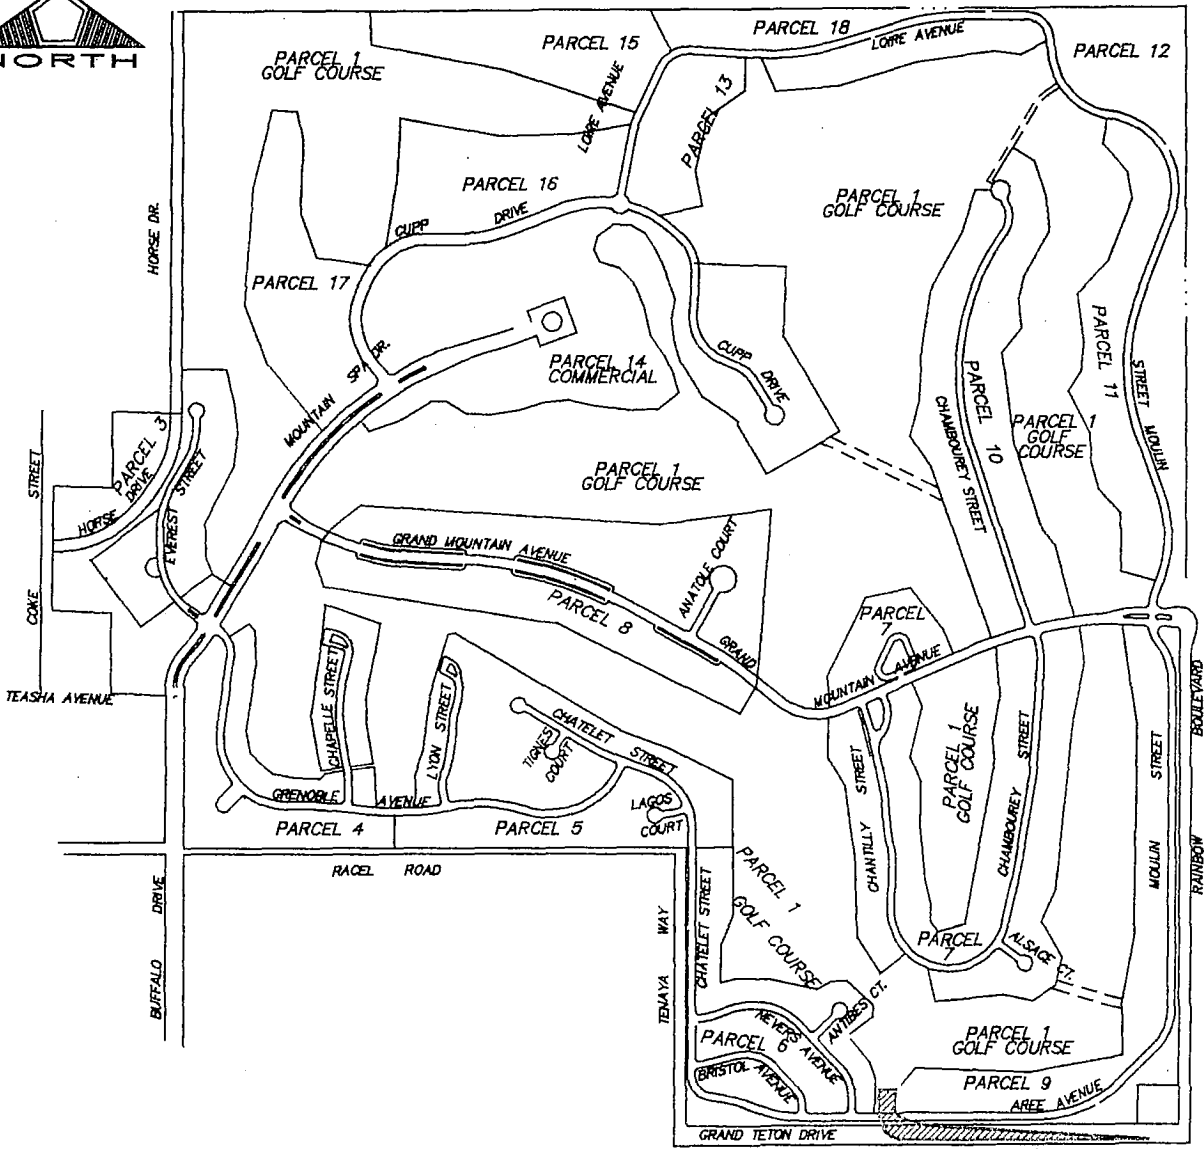 NORTH
PARCEL 1
GOLF COURSE
PARCEL 15
PARCEL 18
LOIRE AVENUE
PARCEL 12
LOIRE AVENUE
PARCEL 13
PARCEL 16
CUPP
DRIVE
PARCEL 1
GOLF COURSE
HORSE DR.
PARCEL 17
SPA DR.
MOUNTAIN
PARCEL 14
COMMERCIAL
CUPP DRIVE
PARCEL 11
STREET MOULIN
PARCEL 10
CHAMBOUREY STREET
PARCEL 1
GOLF
COURSE
PARCEL 3
HORSE DRIVE
EVEREST STREET
COKE STREET
PARCEL 1
GOLF COURSE
GRAND MOUNTAIN AVENUE
ANATOLE COURT
PARCEL 8
GRAND
MOUNTAIN AVENUE
PARCEL
7
TEASHA AVENUE
CHAPELLE STREET
LYON STREET
CHATELET STREET
TIGNES
COURT
GRENOBLE AVENUE
LAGOS
COURT
PARCEL 4
PARCEL 5
PARCEL 1
GOLF COURSE
CHANTILLY STREET
CHAMBOUREY STREET
MOULIN STREET
RAINBOW BOULEVARD
RACEL ROAD
BUFFALO DRIVE
TENAYA WAY
CHATELET STREET
PARCEL 1
GOLF COURSE
PARCEL
7
ALSACE CT.
ANTIBES CT.
NEVERS AVENUE
PARCEL 6
BRISTOL AVENUE
PARCEL 1
GOLF COURSE
PARCEL 9
AREE AVENUE
GRAND TETON DRIVE